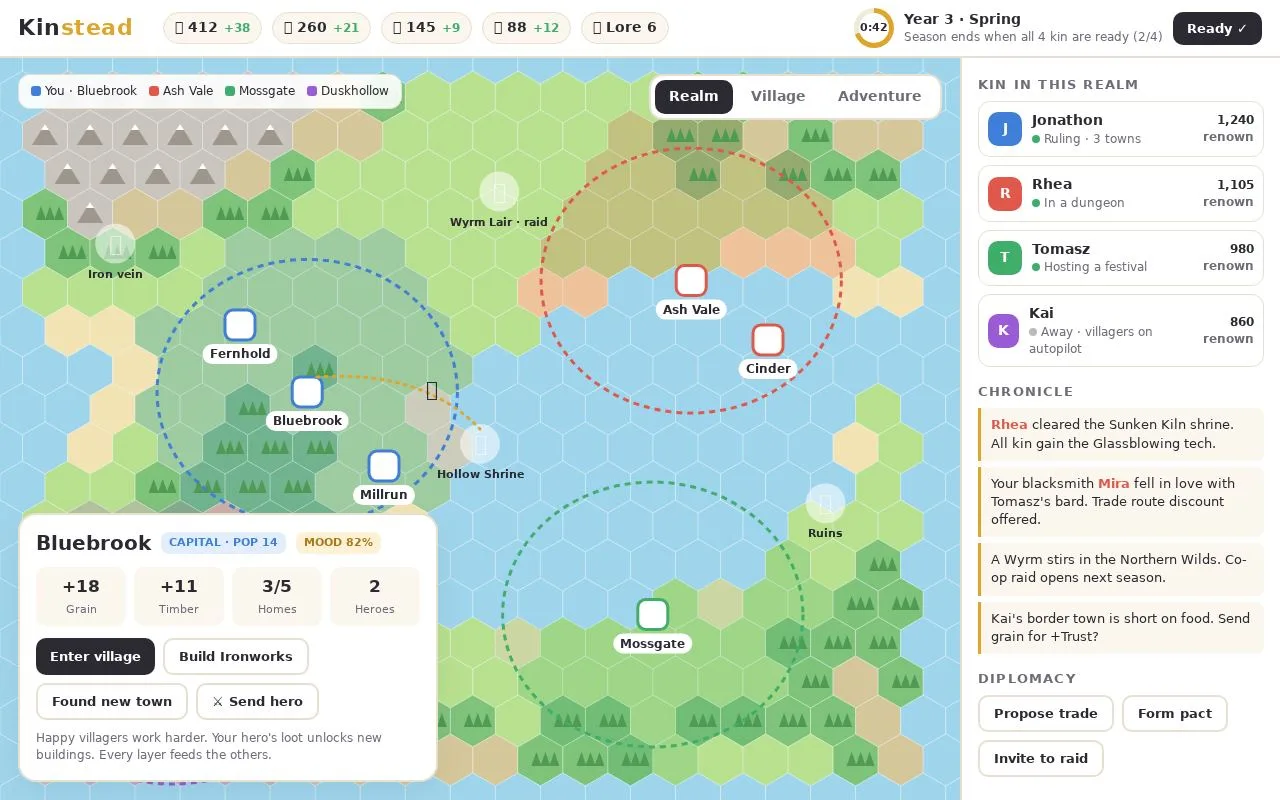 Kinstead
412 +38
260 +21
145 +9
88 +12
Lore 6
0:42
Year 3 · Spring
Season ends when all 4 kin are ready (2/4)
Ready ✓
You · Bluebrook
Ash Vale
Mossgate
Duskhollow
Realm
Village
Adventure
Wyrm Lair · raid
Iron vein
Fernhold
Bluebrook
Millrun
Hollow Shrine
Ash Vale
Cinder
Ruins
Mossgate
Bluebrook
CAPITAL · POP 14
MOOD 82%
+18
Grain
+11
Timber
3/5
Homes
2
Heroes
Enter village
Build Ironworks
Found new town
⚔ Send hero
Happy villagers work harder. Your hero's loot unlocks new
buildings. Every layer feeds the others.
KIN IN THIS REALM
J
Jonathon
Ruling · 3 towns
1,240
renown
R
Rhea
In a dungeon
1,105
renown
T
Tomasz
Hosting a festival
980
renown
K
Kai
Away · villagers on
autopilot
860
renown
CHRONICLE
Rhea cleared the Sunken Kiln shrine.
All kin gain the Glassblowing tech.
Your blacksmith Mira fell in love with
Tomasz's bard. Trade route discount
offered.
A Wyrm stirs in the Northern Wilds. Co-
op raid opens next season.
Kai's border town is short on food. Send
grain for +Trust?
DIPLOMACY
Propose trade
Form pact
Invite to raid